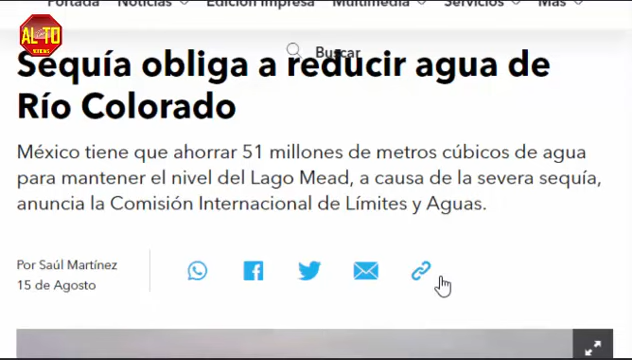 Portada Noticias Edición Impresa Multimedia Servicios Más
ALTO
Buscar
Sequía obliga a reducir agua de
Río Colorado
México tiene que ahorrar 51 millones de metros cúbicos de agua
para mantener el nivel del Lago Mead, a causa de la severa sequía,
anuncia la Comisión Internacional de Límites y Aguas.
Por Saúl Martínez
15 de Agosto